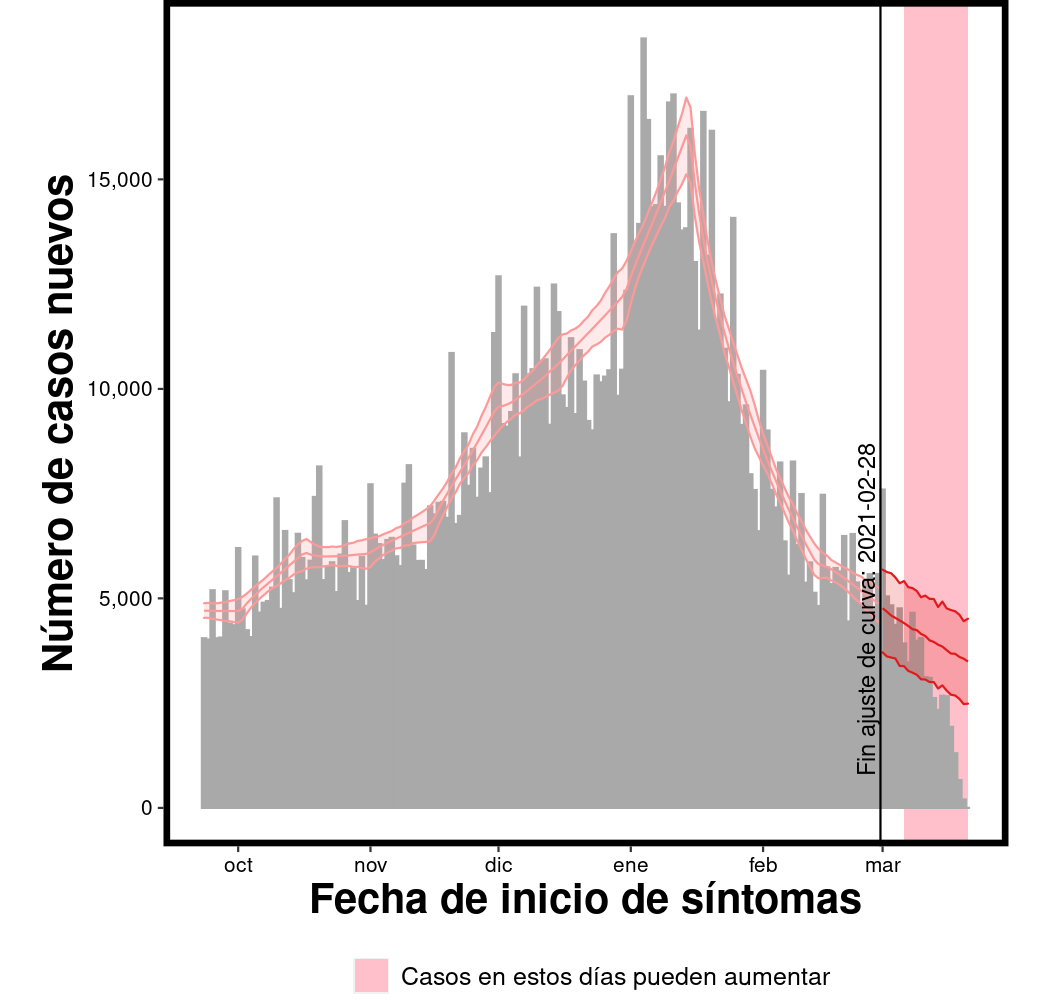 Número de casos nuevos
15,000
10,000
5,000
0
Fin ajuste de curva: 2021-02-28
oct nov dic ene feb mar
Fecha de inicio de síntomas
Casos en estos días pueden aumentar